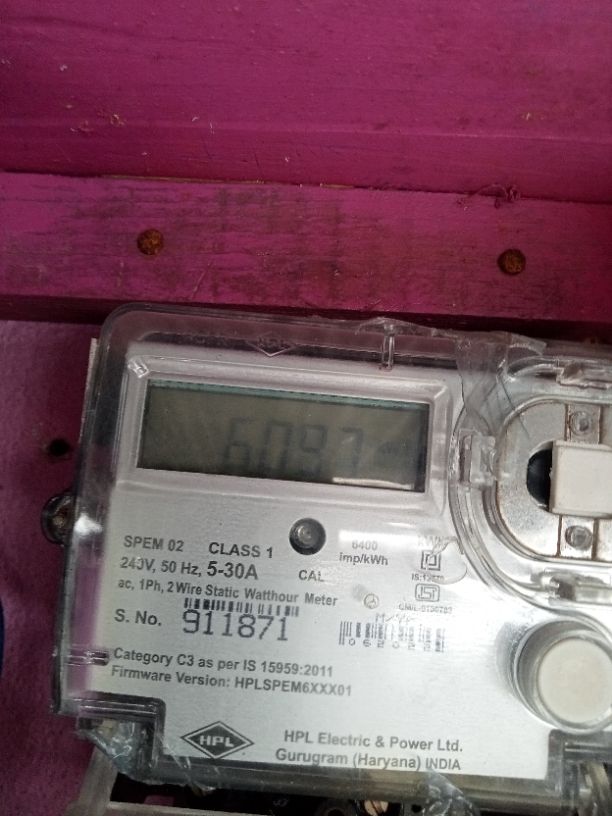 SPEM 02 CLASS 1
240V, 50 Hz, 5-30A CAL
6400
imp/kWh
ac, 1Ph, 2 Wire Static Watthour Meter
S. No. 911871
Category C3 as per IS 15959:2011
Firmware Version: HPLSPEM6XXX01
HPL
HPL Electric & Power Ltd.
Gurugram (Haryana) INDIA